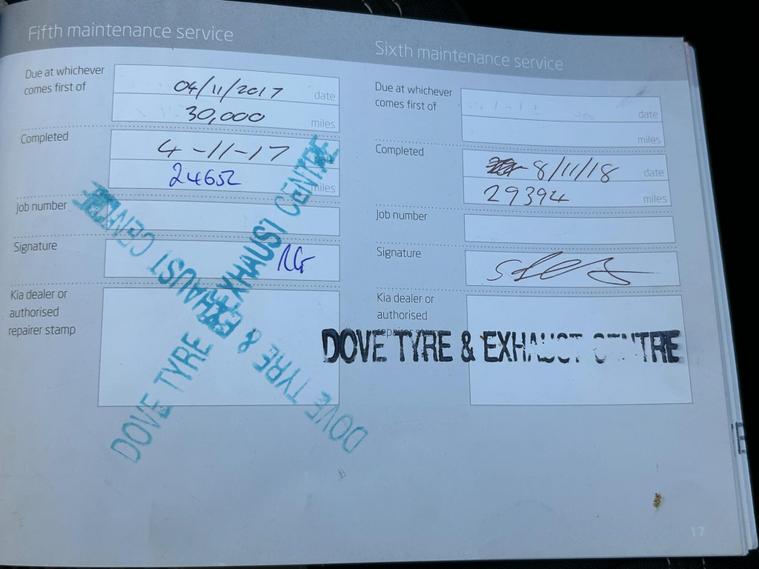 Fifth maintenance service
Due at whichever
comes first of
04/11/2017 date
30,000 miles
Completed
4-11-17
24652 miles
Job number
Signature
RG
Kia dealer or
authorised
repairer stamp
DOVE TYRE & EXHAUST CENTRE
DOVE TYRE & EXHAUST CENTRE
Sixth maintenance service
Due at whichever
comes first of
date
miles
Completed
8/11/18 date
29394 miles
Job number
Signature
Kia dealer or
authorised
DOVE TYRE & EXHAUST CENTRE
17